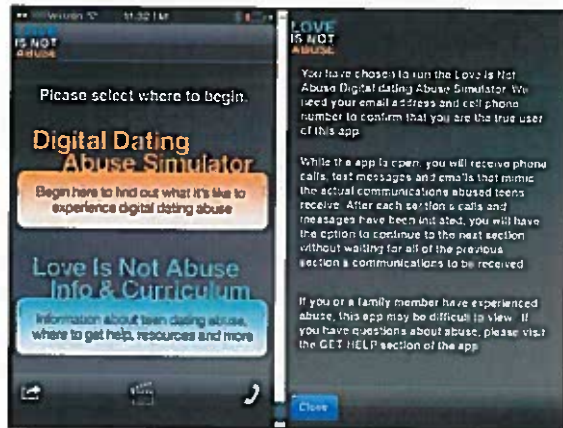 Verizon 11:32 AM
LOVE
IS NOT
ABUSE
Please select where to begin.
Digital Dating
Abuse Simulator
Begin here to find out what it's like to
experience digital dating abuse
Love Is Not Abuse
Info & Curriculum
Information about teen dating abuse,
where to get help, resources and more
LOVE
IS NOT
ABUSE
You have chosen to run the Love Is Not
Abuse Digital dating Abuse Simulator. We
need your email address and cell phone
number to confirm that you are the true user
of this app.
While the app is open, you will receive phone
calls, text messages and emails that mimic
the actual communications abused teens
receive. After each section's calls and
messages have been initiated, you will have
the option to continue to the next section
without waiting for all of the previous
section's communications to be received.
If you or a family member have experienced
abuse, this app may be difficult to view. If
you have questions about abuse, please visit
the GET HELP section of the app.
Close